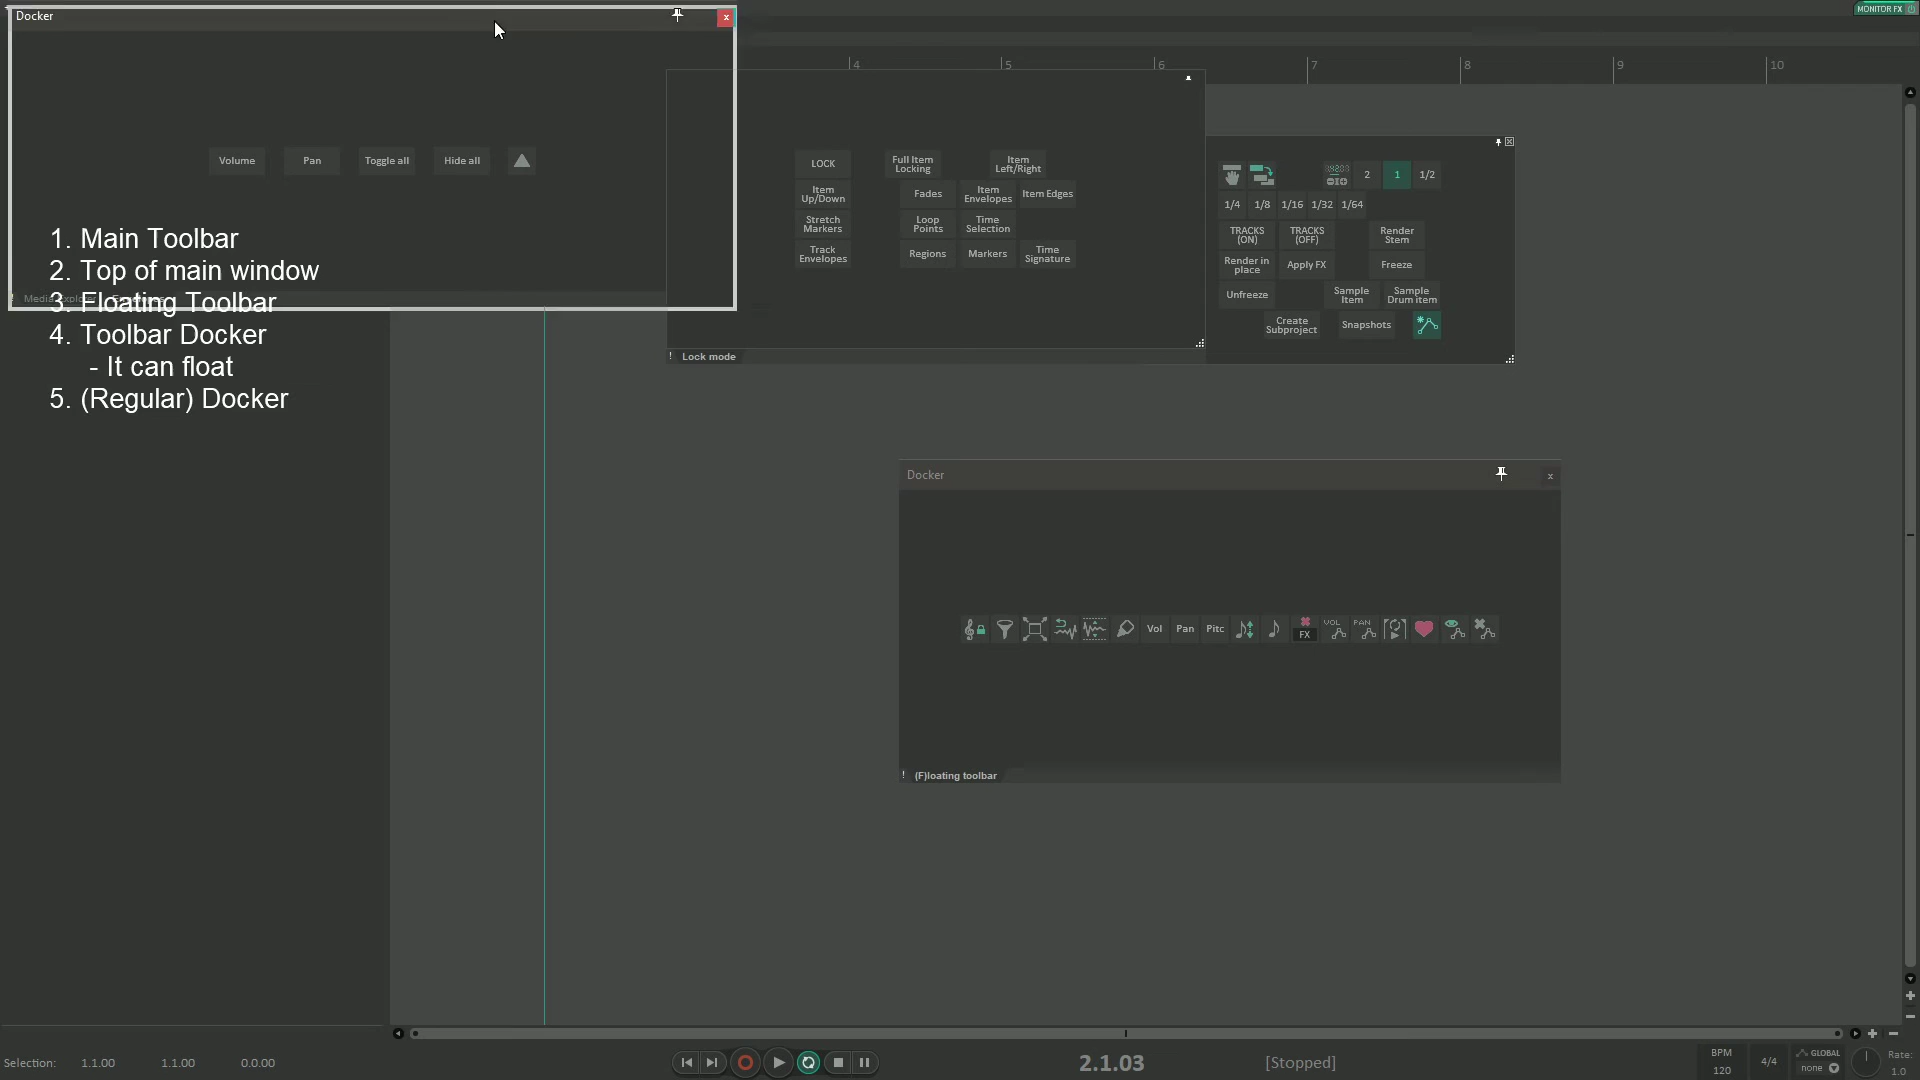 Docker
x
MONITOR FX
4
5
6
7
8
9
10
Volume
Pan
Toggle all
Hide all
LOCK
Full Item
Locking
Item
Left/Right
Item
Up/Down
Fades
Item
Envelopes
Item Edges
Stretch
Markers
Loop
Points
Time
Selection
Track
Envelopes
Regions
Markers
Time
Signature
! Lock mode
2
1
1/2
1/4
1/8
1/16
1/32
1/64
TRACKS
(ON)
TRACKS
(OFF)
Render
Stem
Render in
place
Apply FX
Freeze
Unfreeze
Sample
Item
Sample
Drum item
Create
Subproject
Snapshots
1. Main Toolbar
2. Top of main window
3. Floating Toolbar
4. Toolbar Docker
- It can float
5. (Regular) Docker
Docker
x
Vol
Pan
Pitc
FX
VOL
PAN
! (F)loating toolbar
Selection:
1.1.00
1.1.00
0.0.00
2.1.03
[Stopped]
BPM
120
4/4
GLOBAL
none
Rate:
1.0